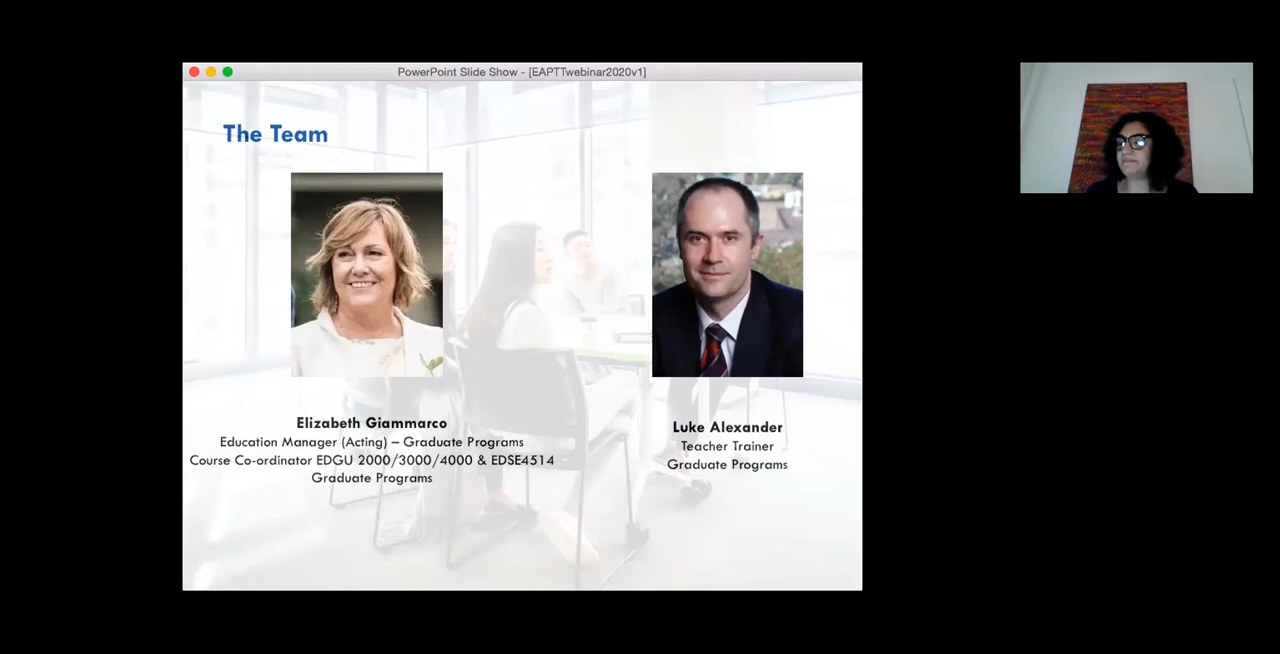 PowerPoint Slide Show - [EAPTTwebinar2020v1]
The Team
Elizabeth Giammarco
Education Manager (Acting) – Graduate Programs
Course Co-ordinator EDGU 2000/3000/4000 & EDSE4514
Graduate Programs
Luke Alexander
Teacher Trainer
Graduate Programs